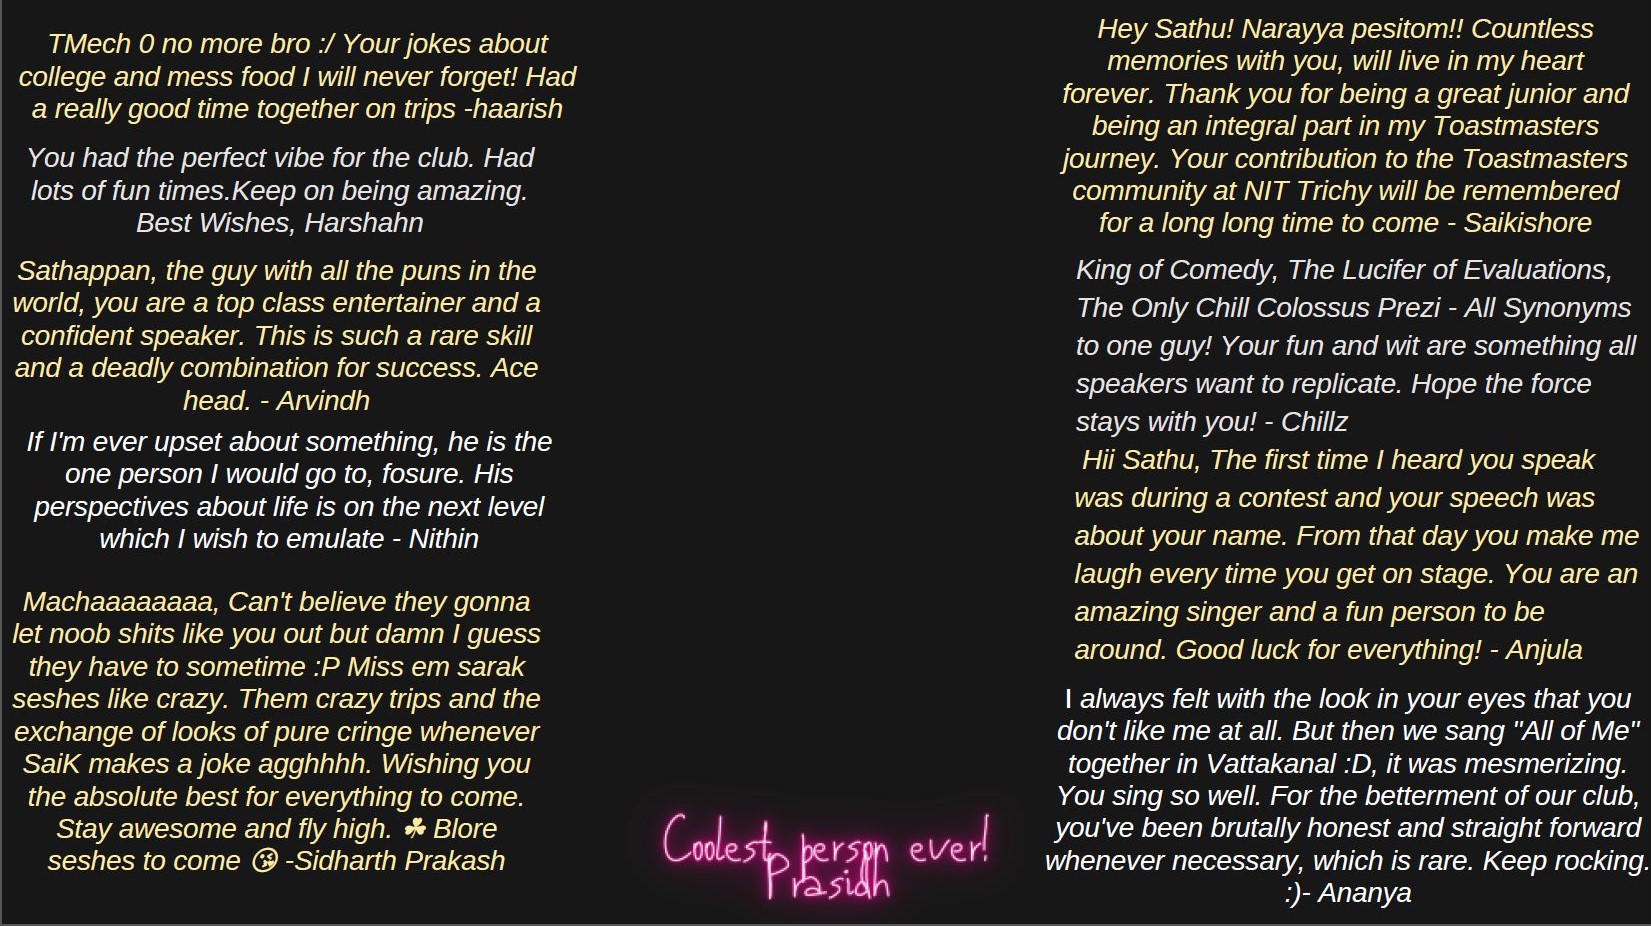 TMech 0 no more bro :/ Your jokes about
college and mess food I will never forget! Had
a really good time together on trips -haarish
You had the perfect vibe for the club. Had
lots of fun times.Keep on being amazing.
Best Wishes, Harshahn
Sathappan, the guy with all the puns in the
world, you are a top class entertainer and a
confident speaker. This is such a rare skill
and a deadly combination for success. Ace
head. - Arvindh
If I'm ever upset about something, he is the
one person I would go to, fosure. His
perspectives about life is on the next level
which I wish to emulate - Nithin
Machaaaaaaaa, Can't believe they gonna
let noob shits like you out but damn I guess
they have to sometime :P Miss em sarak
seshes like crazy. Them crazy trips and the
exchange of looks of pure cringe whenever
SaiK makes a joke agghhhh. Wishing you
the absolute best for everything to come.
Stay awesome and fly high. ☘ Blore
seshes to come 😘 -Sidharth Prakash
Coolest person ever!
Prasidh
Hey Sathu! Narayya pesitom!! Countless
memories with you, will live in my heart
forever. Thank you for being a great junior and
being an integral part in my Toastmasters
journey. Your contribution to the Toastmasters
community at NIT Trichy will be remembered
for a long long time to come - Saikishore
King of Comedy, The Lucifer of Evaluations,
The Only Chill Colossus Prezi - All Synonyms
to one guy! Your fun and wit are something all
speakers want to replicate. Hope the force
stays with you! - Chillz
Hii Sathu, The first time I heard you speak
was during a contest and your speech was
about your name. From that day you make me
laugh every time you get on stage. You are an
amazing singer and a fun person to be
around. Good luck for everything! - Anjula
I always felt with the look in your eyes that you
don't like me at all. But then we sang "All of Me"
together in Vattakanal :D, it was mesmerizing.
You sing so well. For the betterment of our club,
you've been brutally honest and straight forward
whenever necessary, which is rare. Keep rocking.
:)- Ananya